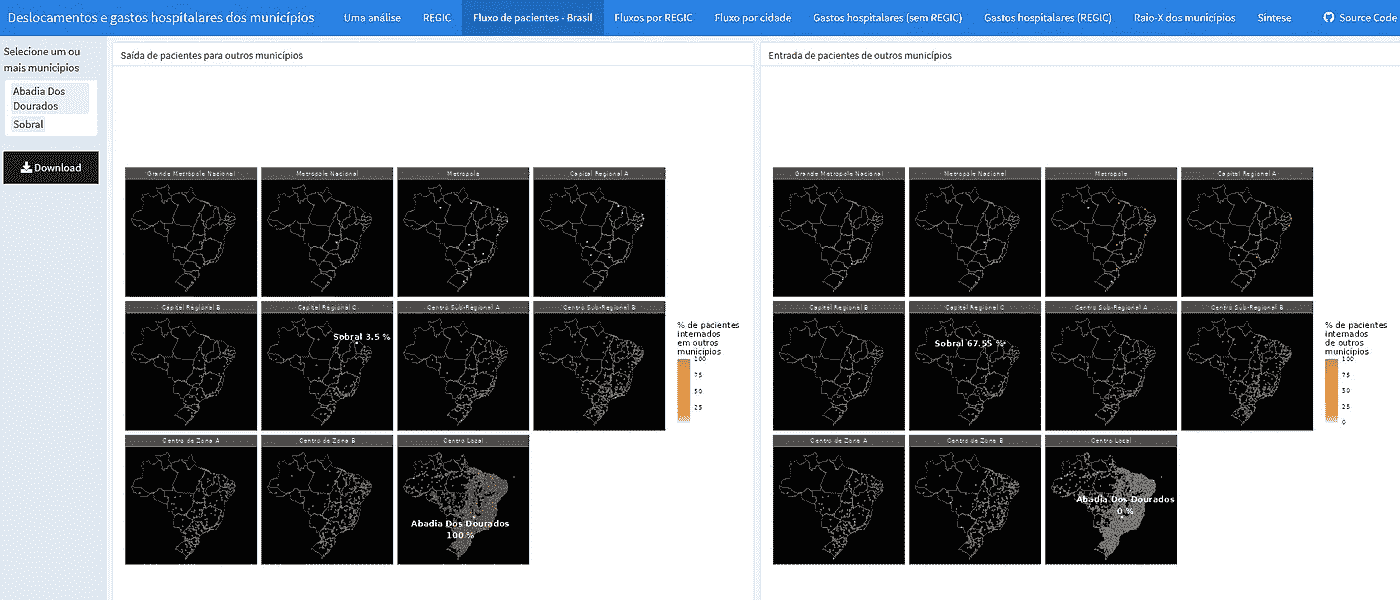 Deslocamentos e gastos hospitalares dos municípios
Uma análise
REGIC
Fluxo de pacientes - Brasil
Fluxos por REGIC
Fluxo por cidade
Gastos hospitalares (sem REGIC)
Gastos hospitalares (REGIC)
Raio-X dos municípios
Síntese
Source Code
Selecione um ou
mais municípios
Abadia Dos
Dourados
Sobral
Download
Saída de pacientes para outros municípios
Grande Metrópole Nacional
Metrópole Nacional
Metrópole
Capital Regional A
Capital Regional B
Capital Regional C
Centro Sub-Regional A
Centro Sub-Regional B
Sobral 3.5 %
% de pacientes
internados
em outros
municípios
100
75
50
25
Centro de Zona A
Centro de Zona B
Centro Local
Abadia Dos Dourados
100 %
Entrada de pacientes de outros municípios
Grande Metrópole Nacional
Metrópole Nacional
Metrópole
Capital Regional A
Capital Regional B
Capital Regional C
Centro Sub-Regional A
Centro Sub-Regional B
Sobral 67.55 %
% de pacientes
internados
de outros
municípios
100
75
50
25
0
Centro de Zona A
Centro de Zona B
Centro Local
Abadia Dos Dourados
0 %